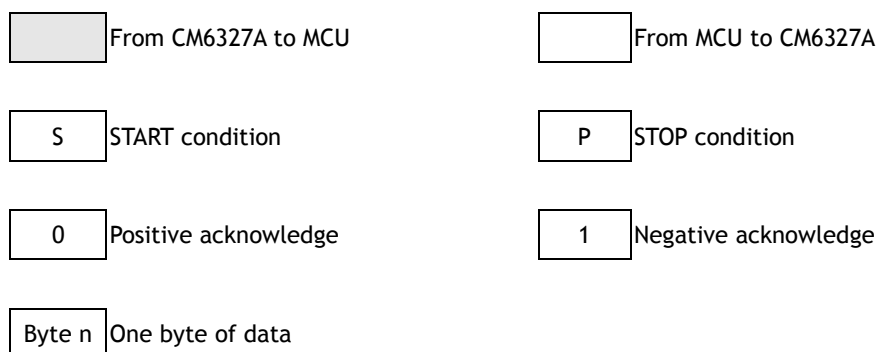 From CM6327A to MCU From MCU to CM6327A
S START condition P STOP condition
0 Positive acknowledge 1 Negative acknowledge
Byte n One byte of data